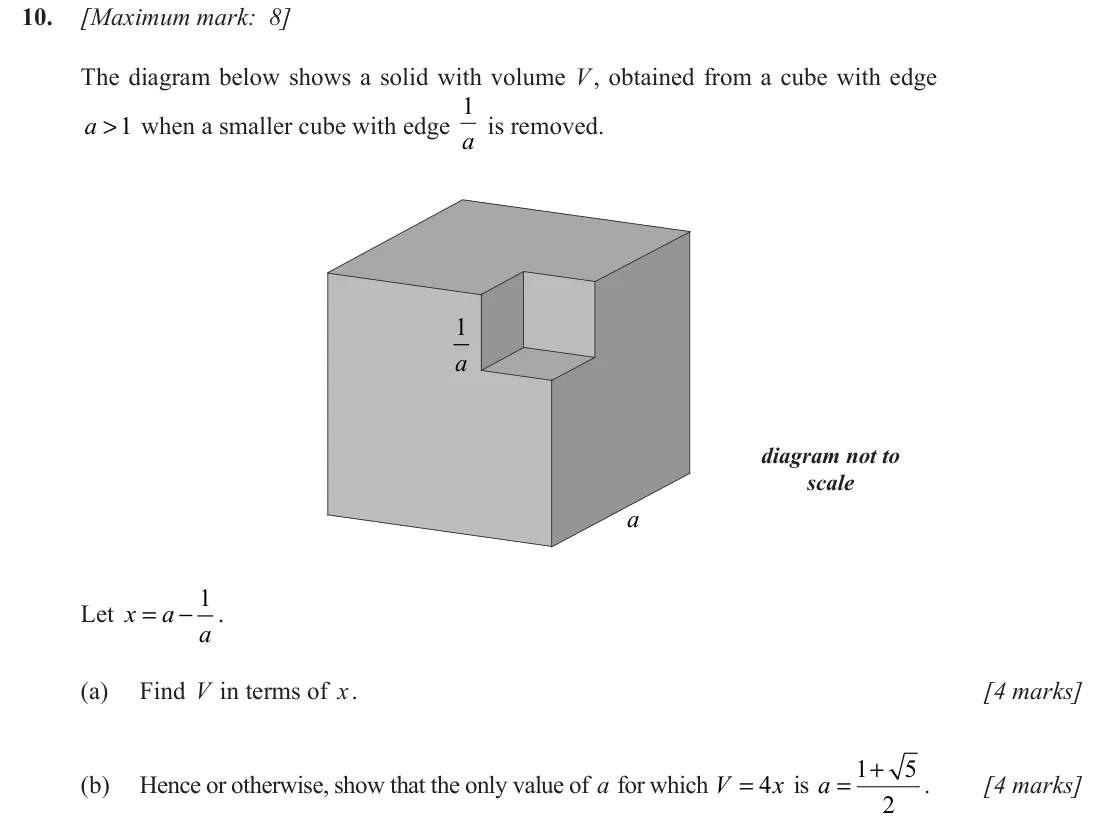 10. [Maximum mark: 8]
The diagram below shows a solid with volume V, obtained from a cube with edge
a > 1 when a smaller cube with edge 1/a is removed.
1/a
diagram not to
scale
a
Let x = a − 1/a.
(a) Find V in terms of x. [4 marks]
(b) Hence or otherwise, show that the only value of a for which V = 4x is a = (1+√5)/2. [4 marks]